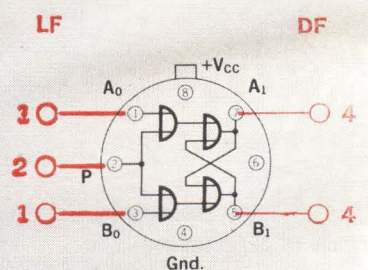 LF DF
+VCC
A0 A1
8
1 1 7 4
2 2 6
P
1 3 5 4
B0 4 B1
Gnd.